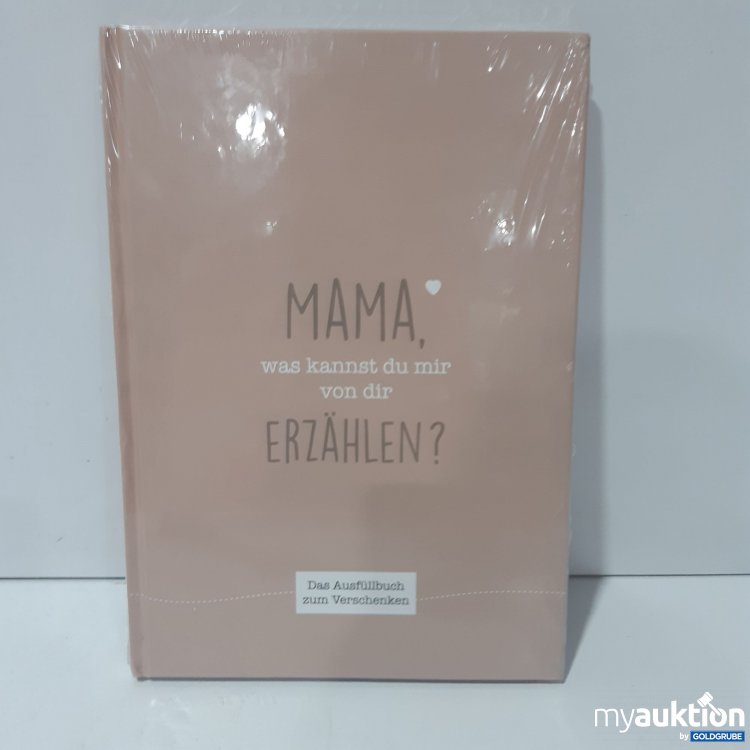 MAMA,
was kannst du mir
von dir
ERZÄHLEN?
Das Ausfüllbuch
zum Verschenken
myauktion
by GOLDGRUBE